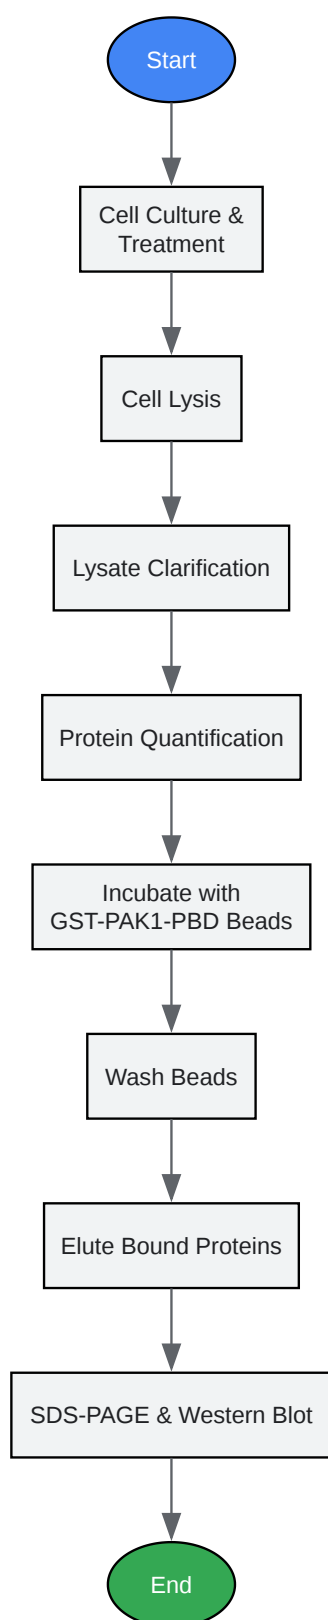 Start
Cell Culture &
Treatment
Cell Lysis
Lysate Clarification
Protein Quantification
Incubate with
GST-PAK1-PBD Beads
Wash Beads
Elute Bound Proteins
SDS-PAGE & Western Blot
End